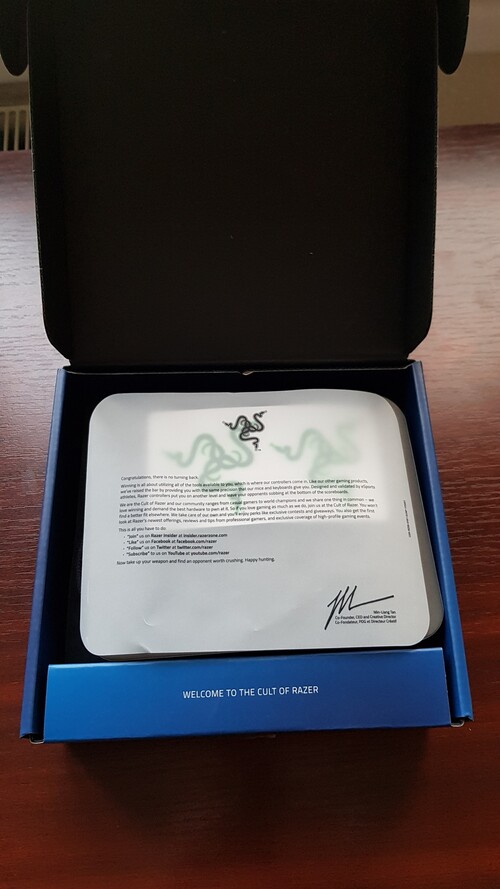 Congratulations, there is no turning back.
Winning is all about utilizing all of the tools available to you, which is where our controllers come in. Like our other gaming products,
we've raised the bar by providing you with the same precision that our mice and keyboards give you. Designed and validated by eSports
athletes, Razer controllers put you on another level and leave your opponents sobbing at the bottom of the scoreboards.
We are the Cult of Razer and our community ranges from casual gamers to world champions and we share one thing in common – we
love winning and demand the best hardware to pwn at it. So if you love gaming as much as we do, join us at the Cult of Razer. You won't
find a better fit elsewhere. We take care of our own and you'll enjoy perks like exclusive contests and giveaways. You also get the first
look at Razer's newest offerings, reviews and tips from professional gamers, and exclusive coverage of high-profile gaming events.
This is all you have to do.
- "Join" us on Razer Insider at insider.razerzone.com
- "Like" us on Facebook at facebook.com/razer
- "Follow" us on Twitter at twitter.com/razer
- "Subscribe" to us on YouTube at youtube.com/razer
Now take up your weapon and find an opponent worth crushing. Happy hunting.
Min-Liang Tan
Co-Founder, CEO and Creative Director
Co-Fondateur, PDG et Directeur Créatif
WELCOME TO THE CULT OF RAZER